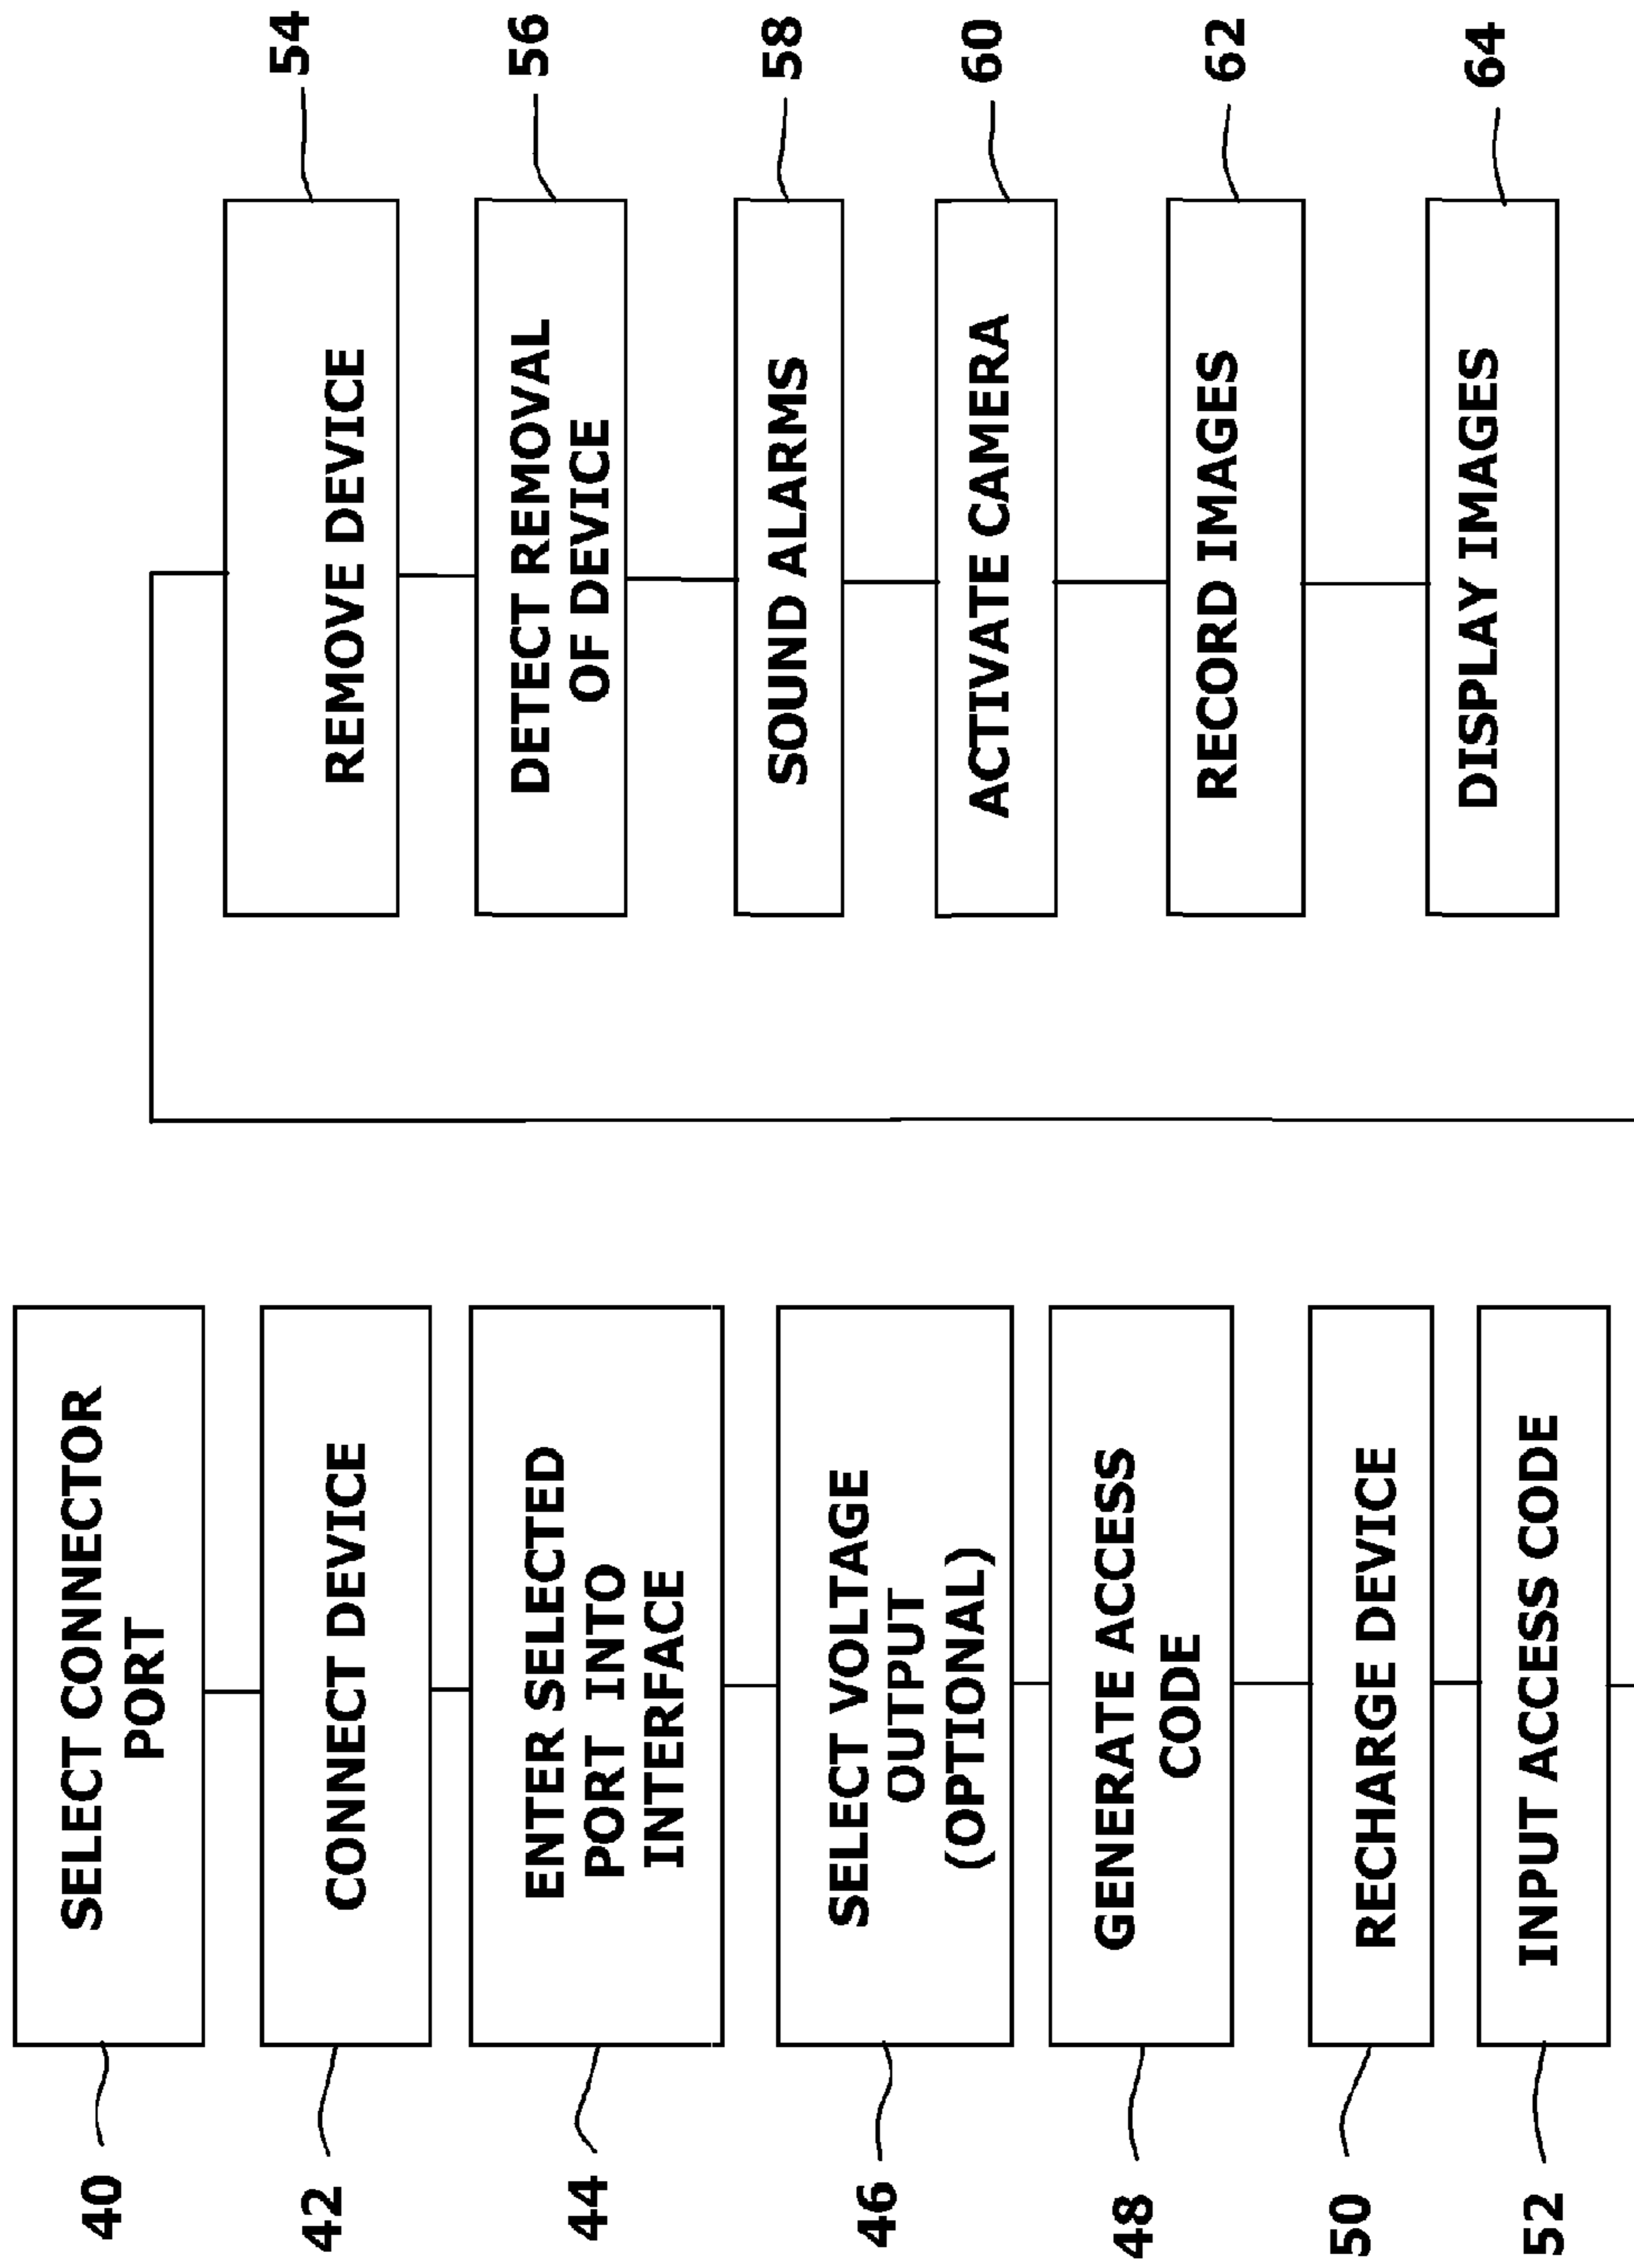 40
SELECT CONNECTOR
PORT
42
CONNECT DEVICE
44
ENTER SELECTED
PORT INTO
INTERFACE
46
SELECT VOLTAGE
OUTPUT
(OPTIONAL)
48
GENERATE ACCESS
CODE
50
RECHARGE DEVICE
52
INPUT ACCESS CODE
REMOVE DEVICE
54
DETECT REMOVAL
OF DEVICE
56
SOUND ALARMS
58
ACTIVATE CAMERA
60
RECORD IMAGES
62
DISPLAY IMAGES
64